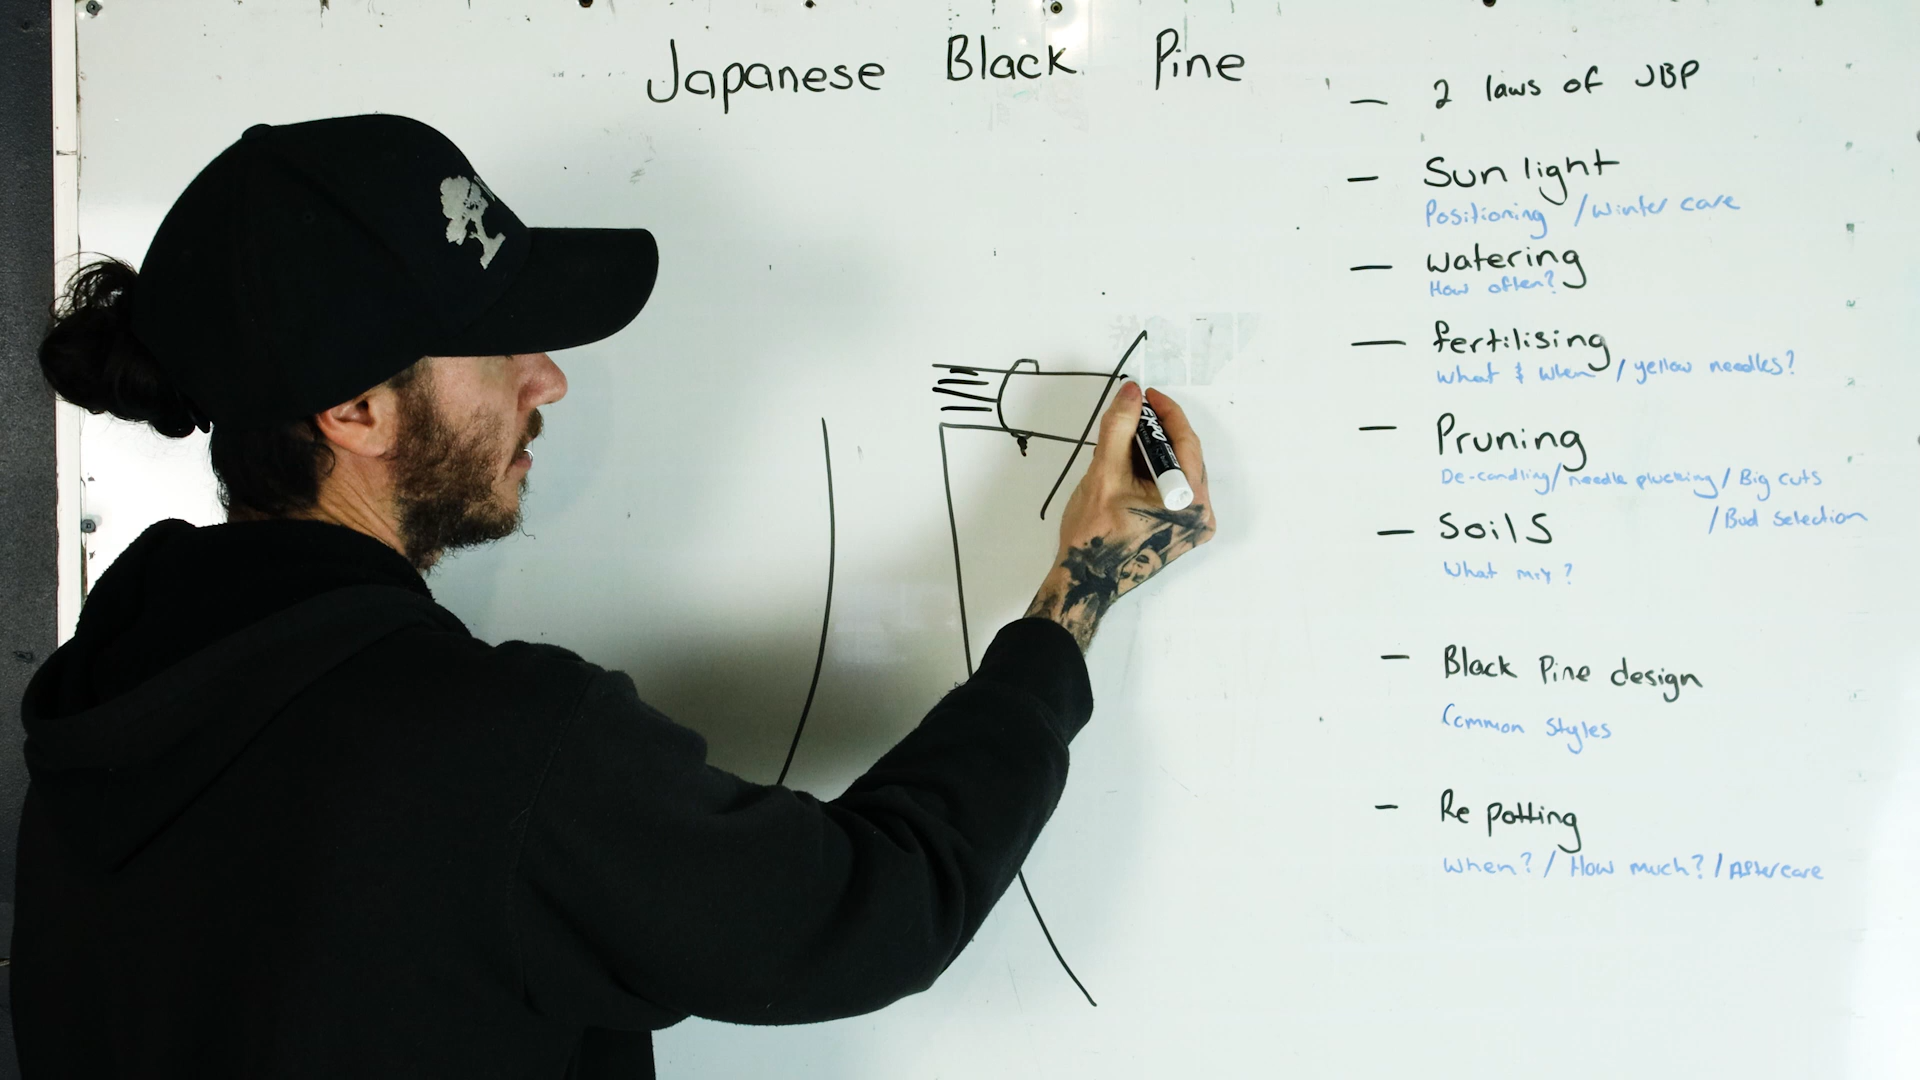 Japanese Black Pine
— 2 laws of JBP
— Sun light
Positioning / Winter care
— watering
How often?
— fertilising
What & When / yellow needles?
— Pruning
De-candling / needle plucking / Big cuts
/ Bud Selection
— Soils
What mix?
— Black Pine design
Common Styles
— Re potting
When? / How much? / Aftercare
EXPO